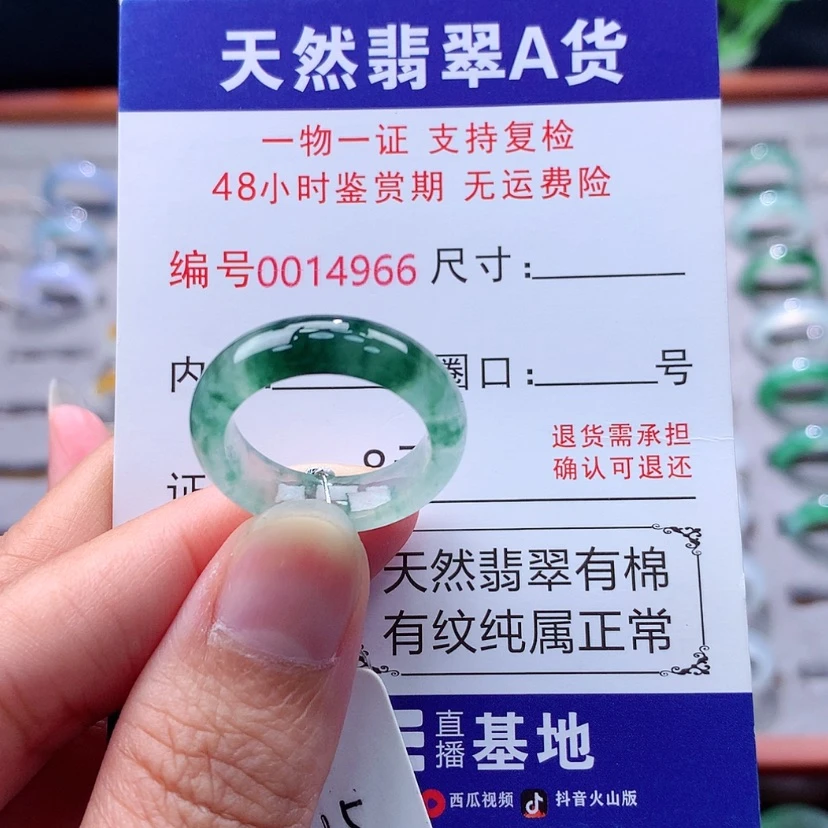 天然翡翠A货
一物一证 支持复检
48小时鉴赏期 无运费险
编号0014966 尺寸:
内 圈口: 号
退货需承担
确认可退还
证
天然翡翠有棉
有纹纯属正常
直播 基地
西瓜视频 抖音火山版